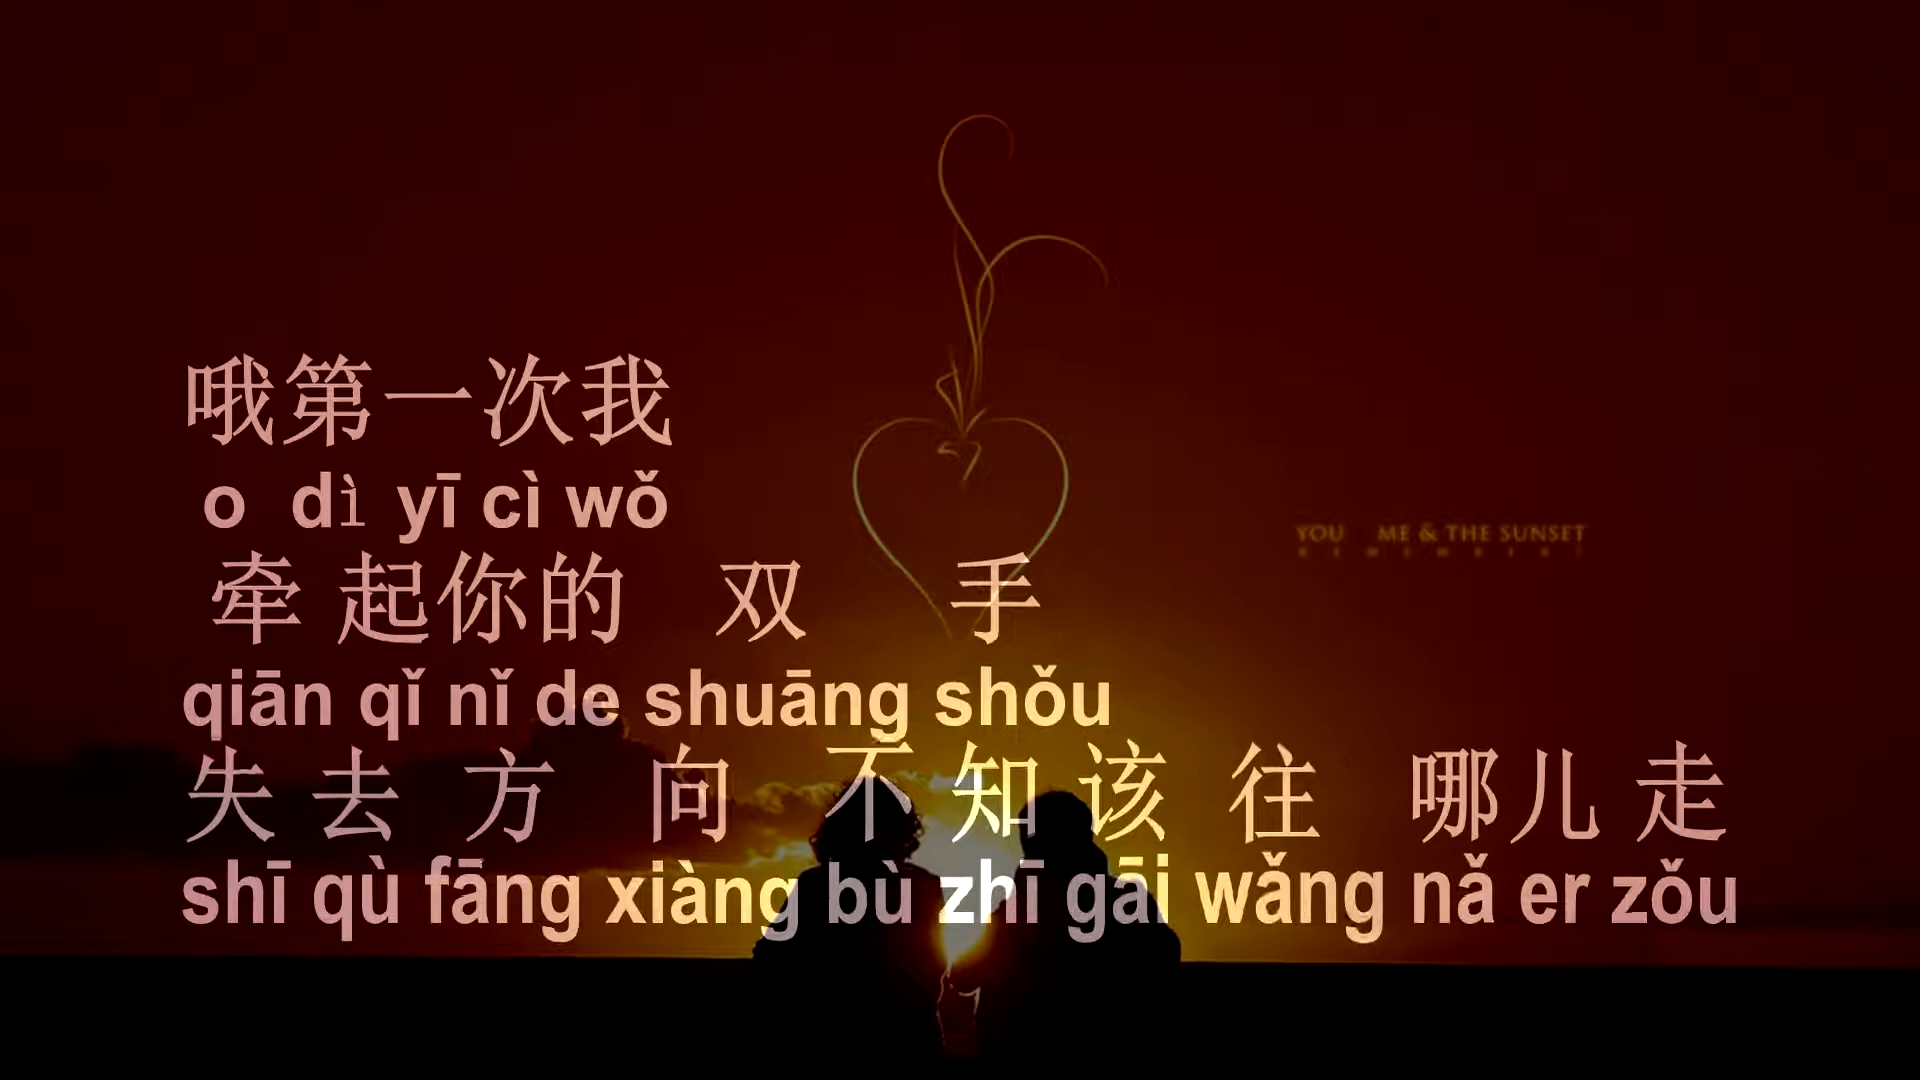 哦第一次我
o dì yī cì wǒ
牵 起你的 双 手
qiān qǐ nǐ de shuāng shǒu
失 去 方 向 不 知 该 往 哪儿 走
shī qù fāng xiàng bù zhī gāi wǎng nǎ er zǒu
YOU ME & THE SUNSET